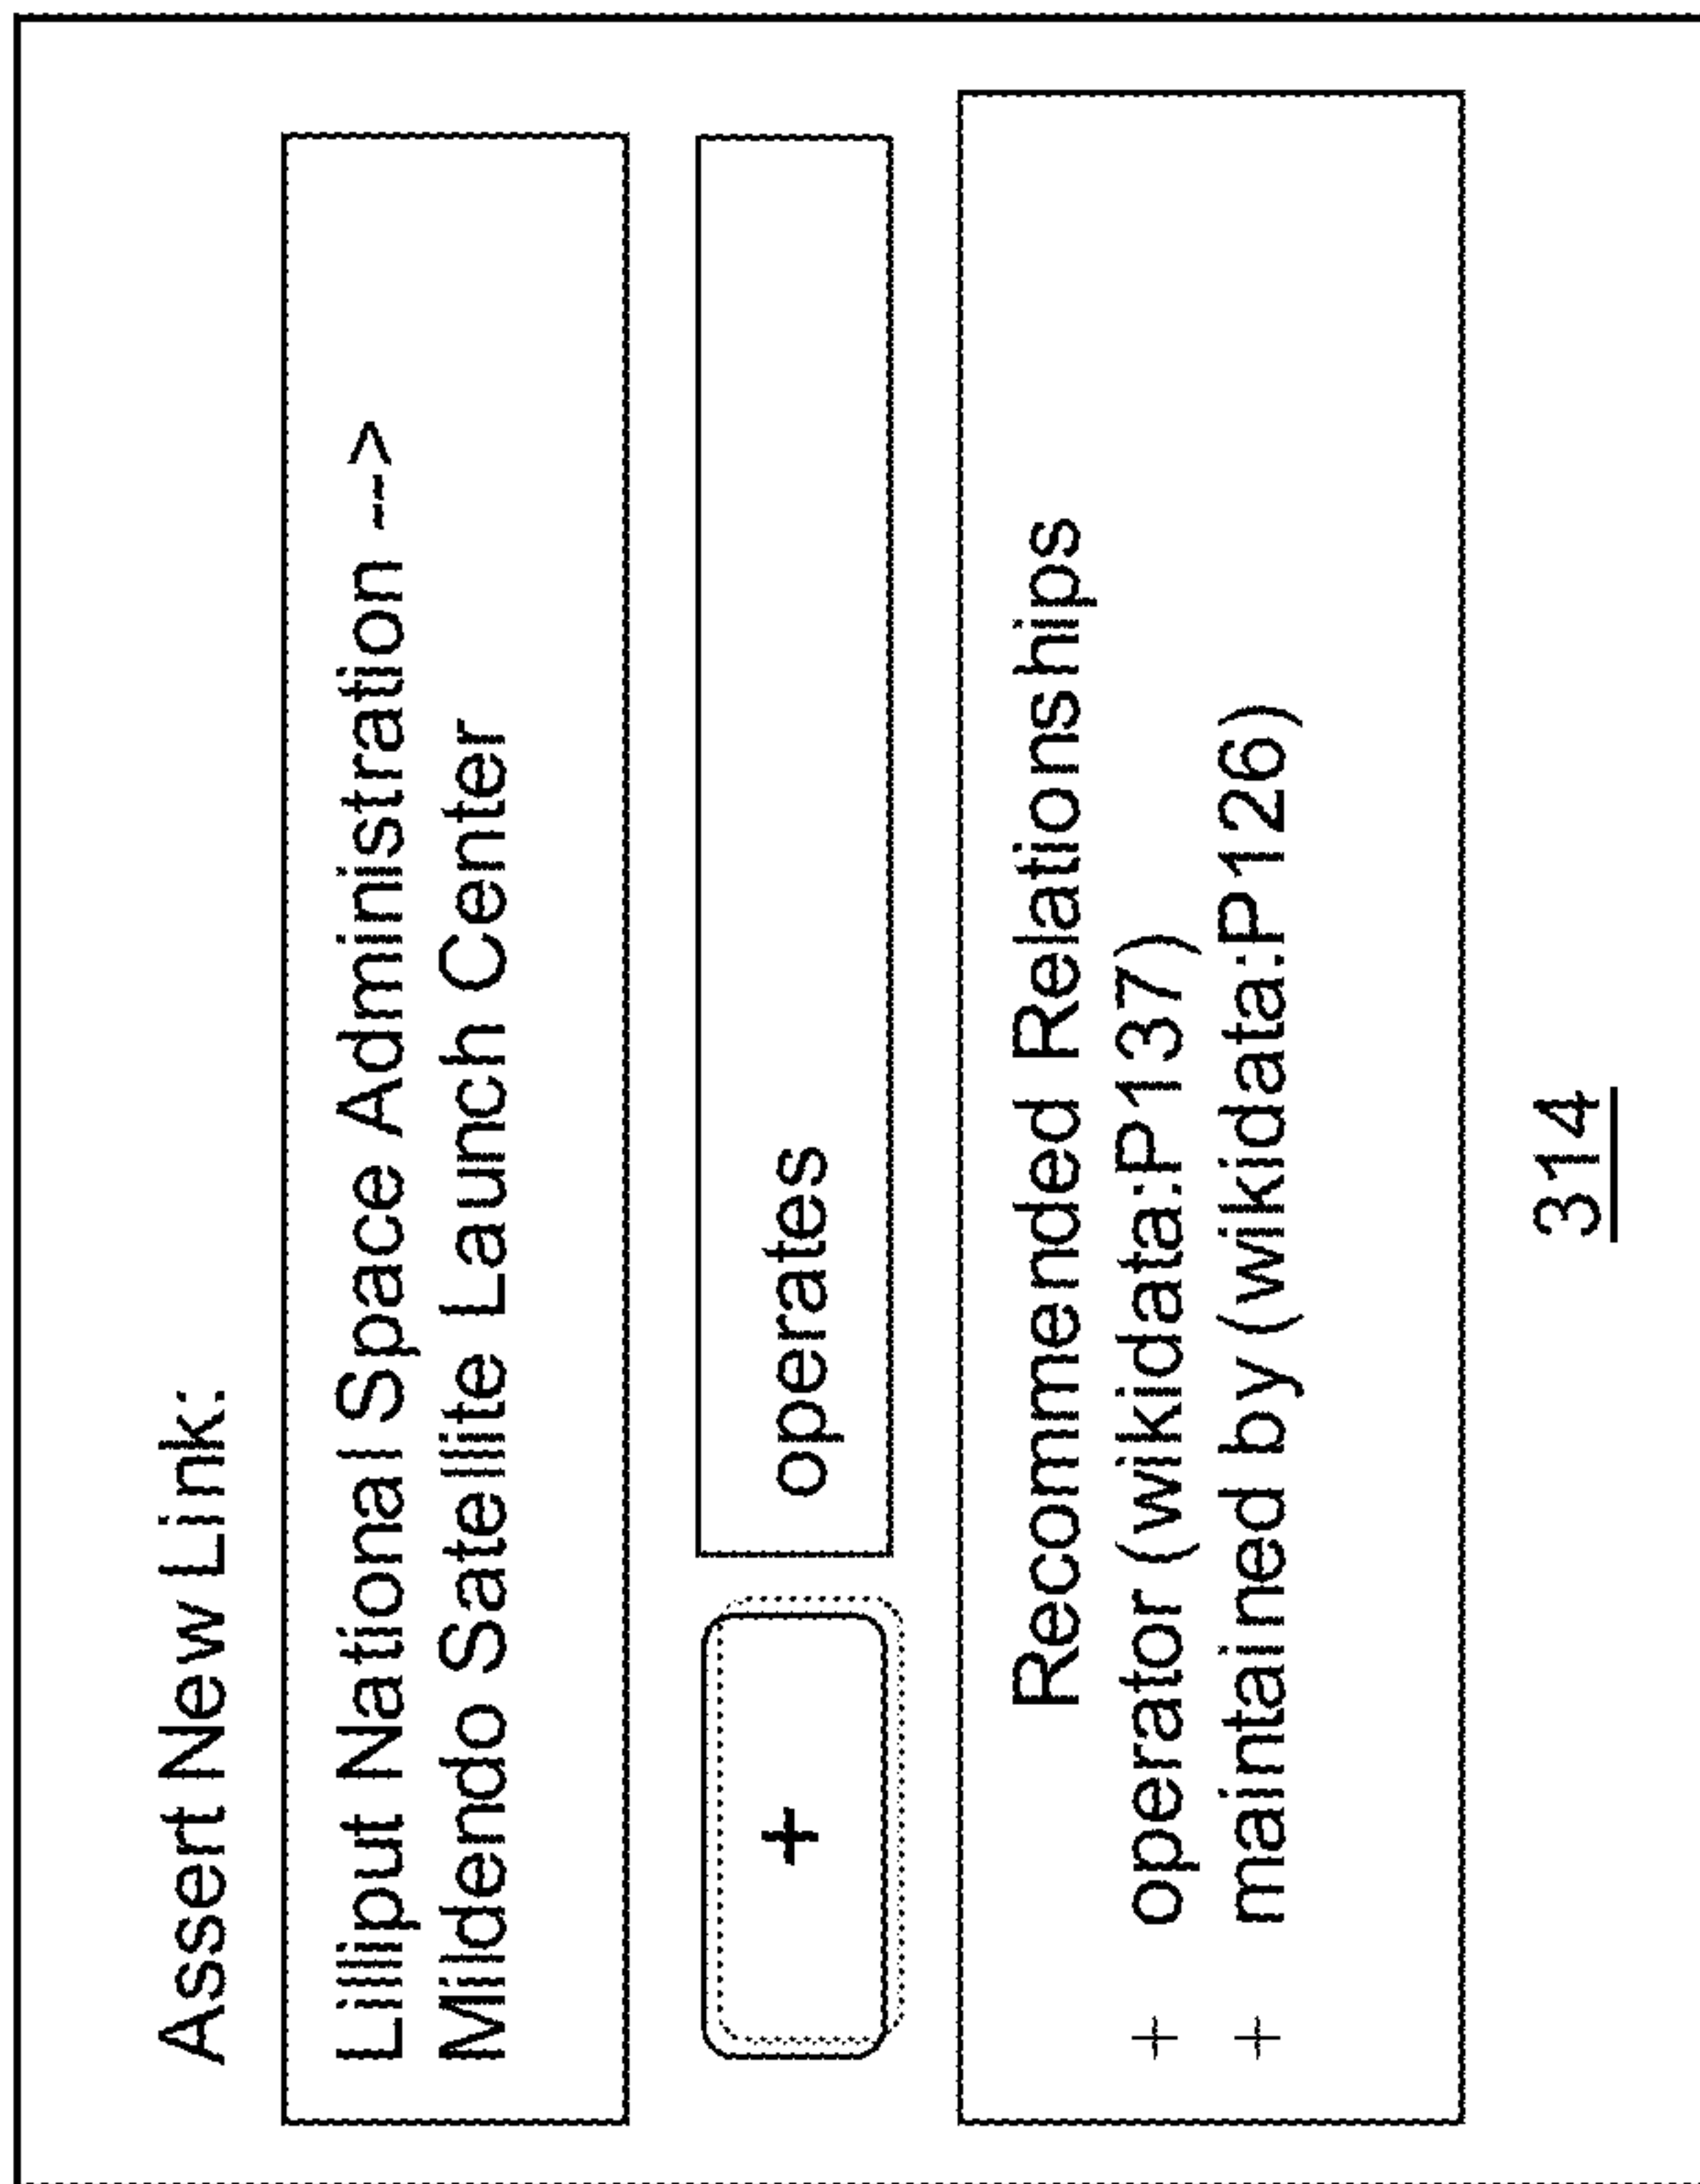 Assert New Link:
Lilliput National Space Administration -->
Mildendo Satellite Launch Center
+ operates
Recommended Relationships
+ operator (wikidata:P137)
+ maintained by (wikidata:P126)
314